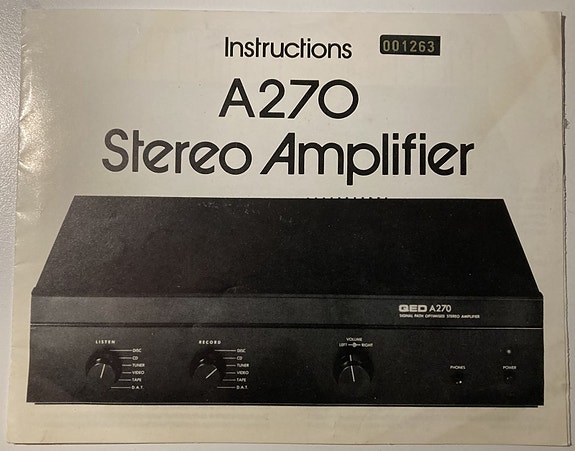 Instructions
001263
A270
Stereo Amplifier
QED A270
SIGNAL PATH OPTIMISED STEREO AMPLIFIER
LISTEN
DISC
CD
TUNER
VIDEO
TAPE
D.A.T.
RECORD
DISC
CD
TUNER
VIDEO
TAPE
D.A.T.
VOLUME
LEFT RIGHT
PHONES
POWER